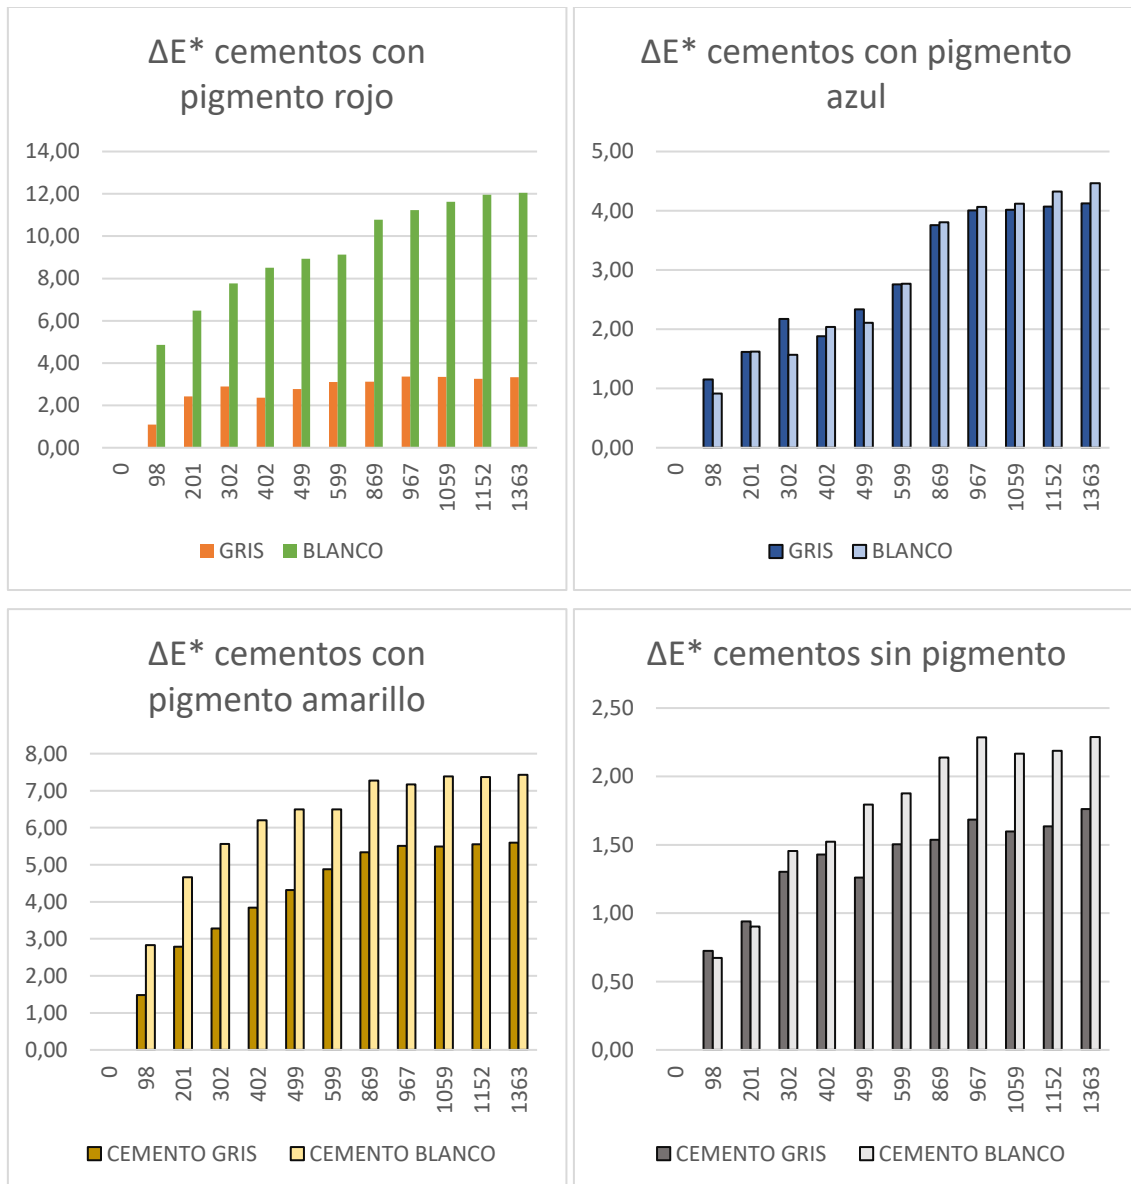 ΔE* cementos con
pigmento rojo
14,00
12,00
10,00
8,00
6,00
4,00
2,00
0,00
0 98 201 302 402 499 599 869 967 1059 1152 1363
GRIS BLANCO
ΔE* cementos con pigmento
azul
5,00
4,00
3,00
2,00
1,00
0,00
0 98 201 302 402 499 599 869 967 1059 1152 1363
GRIS BLANCO
ΔE* cementos con
pigmento amarillo
8,00
7,00
6,00
5,00
4,00
3,00
2,00
1,00
0,00
0 98 201 302 402 499 599 869 967 1059 1152 1363
CEMENTO GRIS CEMENTO BLANCO
ΔE* cementos sin pigmento
2,50
2,00
1,50
1,00
0,50
0,00
0 98 201 302 402 499 599 869 967 1059 1152 1363
CEMENTO GRIS CEMENTO BLANCO